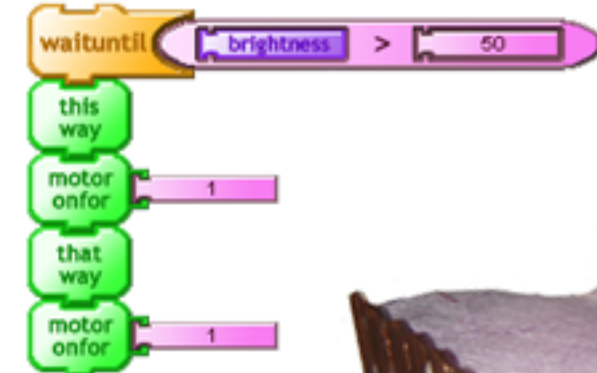 waituntil brightness > 50
this
way
motor
onfor 1
that
way
motor
onfor 1